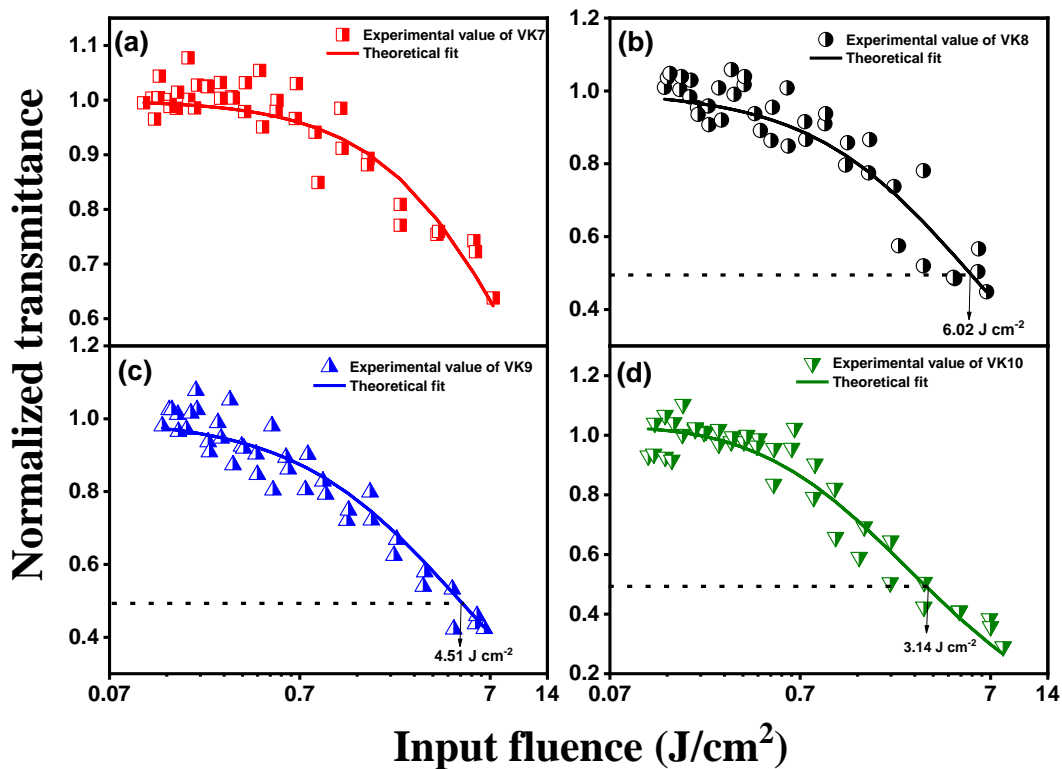 Normalized transmittance
(a)
Experimental value of VK7
Theoretical fit
1.1
1.0
0.9
0.8
0.7
0.6
(b)
Experimental value of VK8
Theoretical fit
1.2
1.0
0.8
0.6
0.4
6.02 J cm-2
(c)
Experimental value of VK9
Theoretical fit
1.2
1.0
0.8
0.6
0.4
4.51 J cm-2
0.07
0.7
7
14
(d)
Experimental value of VK10
Theoretical fit
1.2
1.0
0.8
0.6
0.4
0.2
3.14 J cm-2
0.07
0.7
7
14
Input fluence (J/cm2)